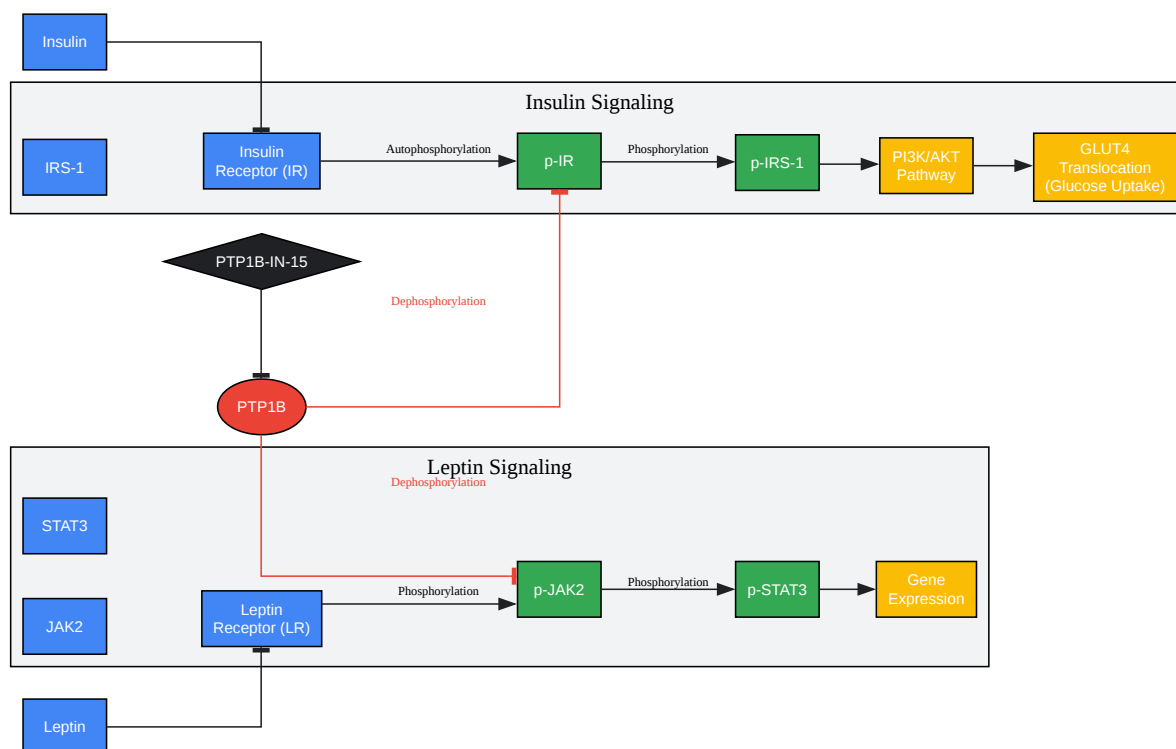 Insulin
Insulin Signaling
IRS-1
Insulin
Receptor (IR)
Autophosphorylation
p-IR
Phosphorylation
p-IRS-1
PI3K/AKT
Pathway
GLUT4
Translocation
(Glucose Uptake)
PTP1B-IN-15
Dephosphorylation
PTP1B
Leptin Signaling
Dephosphorylation
STAT3
JAK2
Leptin
Receptor (LR)
Phosphorylation
p-JAK2
Phosphorylation
p-STAT3
Gene
Expression
Leptin